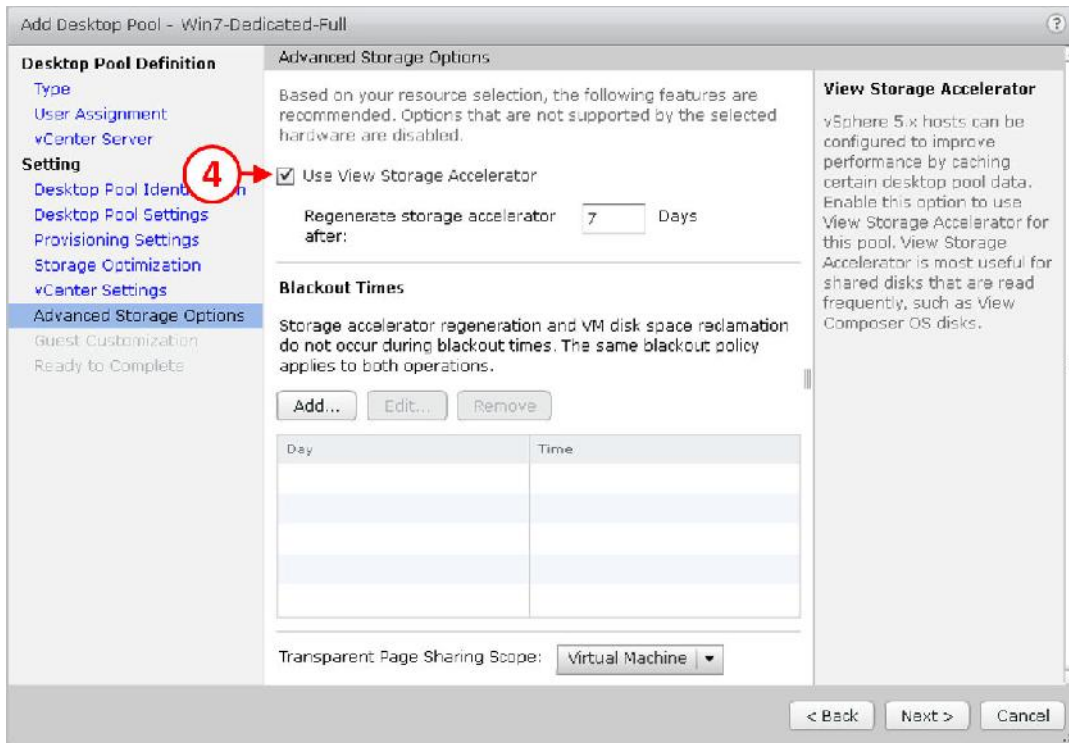 Add Desktop Pool - Win7-Dedicated-Full
?
Desktop Pool Definition
Type
User Assignment
vCenter Server
Setting
Desktop Pool Ident n
Desktop Pool Settings
Provisioning Settings
Storage Optimization
vCenter Settings
Advanced Storage Options
Guest Customization
Ready to Complete
Advanced Storage Options
Based on your resource selection, the following features are
recommended. Options that are not supported by the selected
hardware are disabled.
4
Use View Storage Accelerator
Regenerate storage accelerator
after:
7
Days
Blackout Times
Storage accelerator regeneration and VM disk space reclamation
do not occur during blackout times. The same blackout policy
applies to both operations.
Add...
Edit...
Remove
Day
Time
Transparent Page Sharing Scope:
Virtual Machine
View Storage Accelerator
vSphere 5.x hosts can be
configured to improve
performance by caching
certain desktop pool data.
Enable this option to use
View Storage Accelerator for
this pool. View Storage
Accelerator is most useful for
shared disks that are read
frequently, such as View
Composer OS disks.
< Back
Next >
Cancel